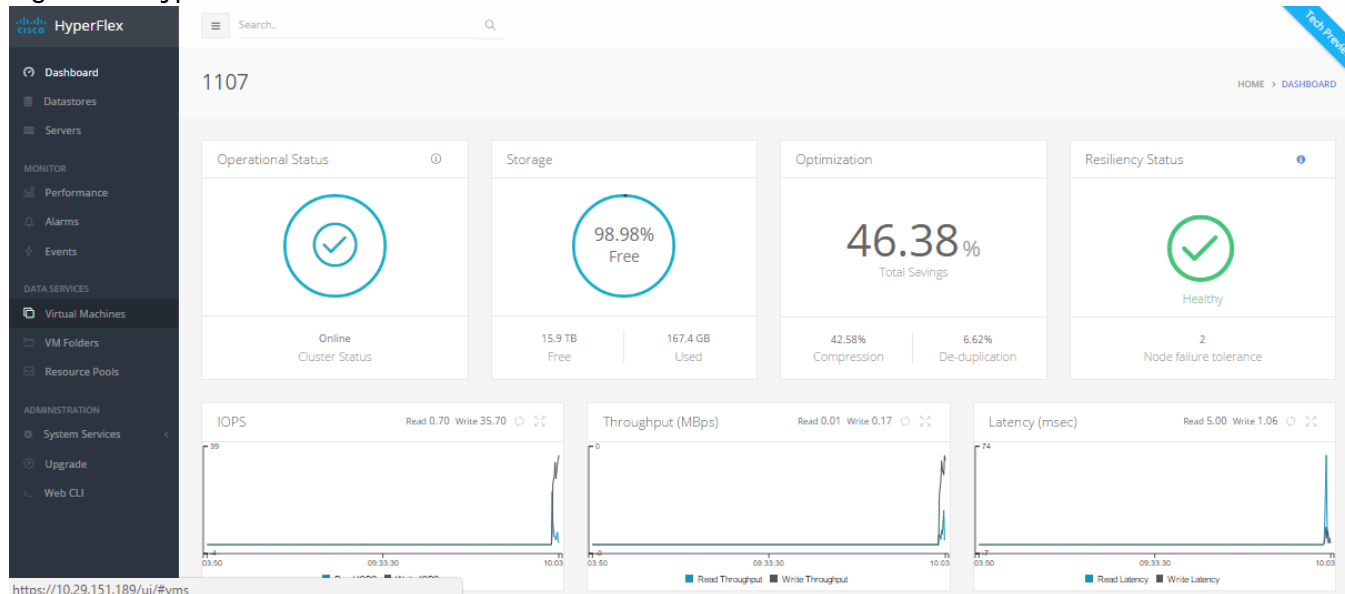 cisco HyperFlex
Search..
Tech Preview
Dashboard
Datastores
Servers
MONITOR
Performance
Alarms
Events
DATA SERVICES
Virtual Machines
VM Folders
Resource Pools
ADMINISTRATION
System Services
Upgrade
Web CLI
1107
HOME > DASHBOARD
Operational Status
Online
Cluster Status
Storage
98.98%
Free
15.9 TB 167.4 GB
Free Used
Optimization
46.38%
Total Savings
42.58% 6.62%
Compression De-duplication
Resiliency Status
Healthy
2
Node failure tolerance
IOPS Read 0.70 Write 35.70
39
-4
03:50 09:33.30 10.03
Throughput (MBps) Read 0.01 Write 0.17
0
-0
03:50 09:33.30 10.03
Read Throughput Write Throughput
Latency (msec) Read 5.00 Write 1.06
74
-7
03:50 09:33.30 10.03
Read Latency Write Latency
https://10.29.151.189/ui/#vms